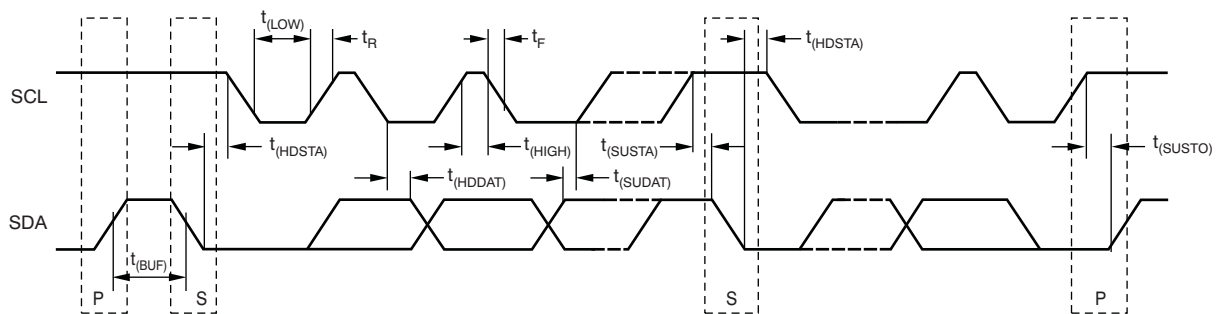 t(LOW)
tR
tF
t(HDSTA)
SCL
t(HDSTA)
t(HIGH)
t(SUSTA)
t(SUSTO)
t(HDDAT)
t(SUDAT)
SDA
t(BUF)
P
S
S
P